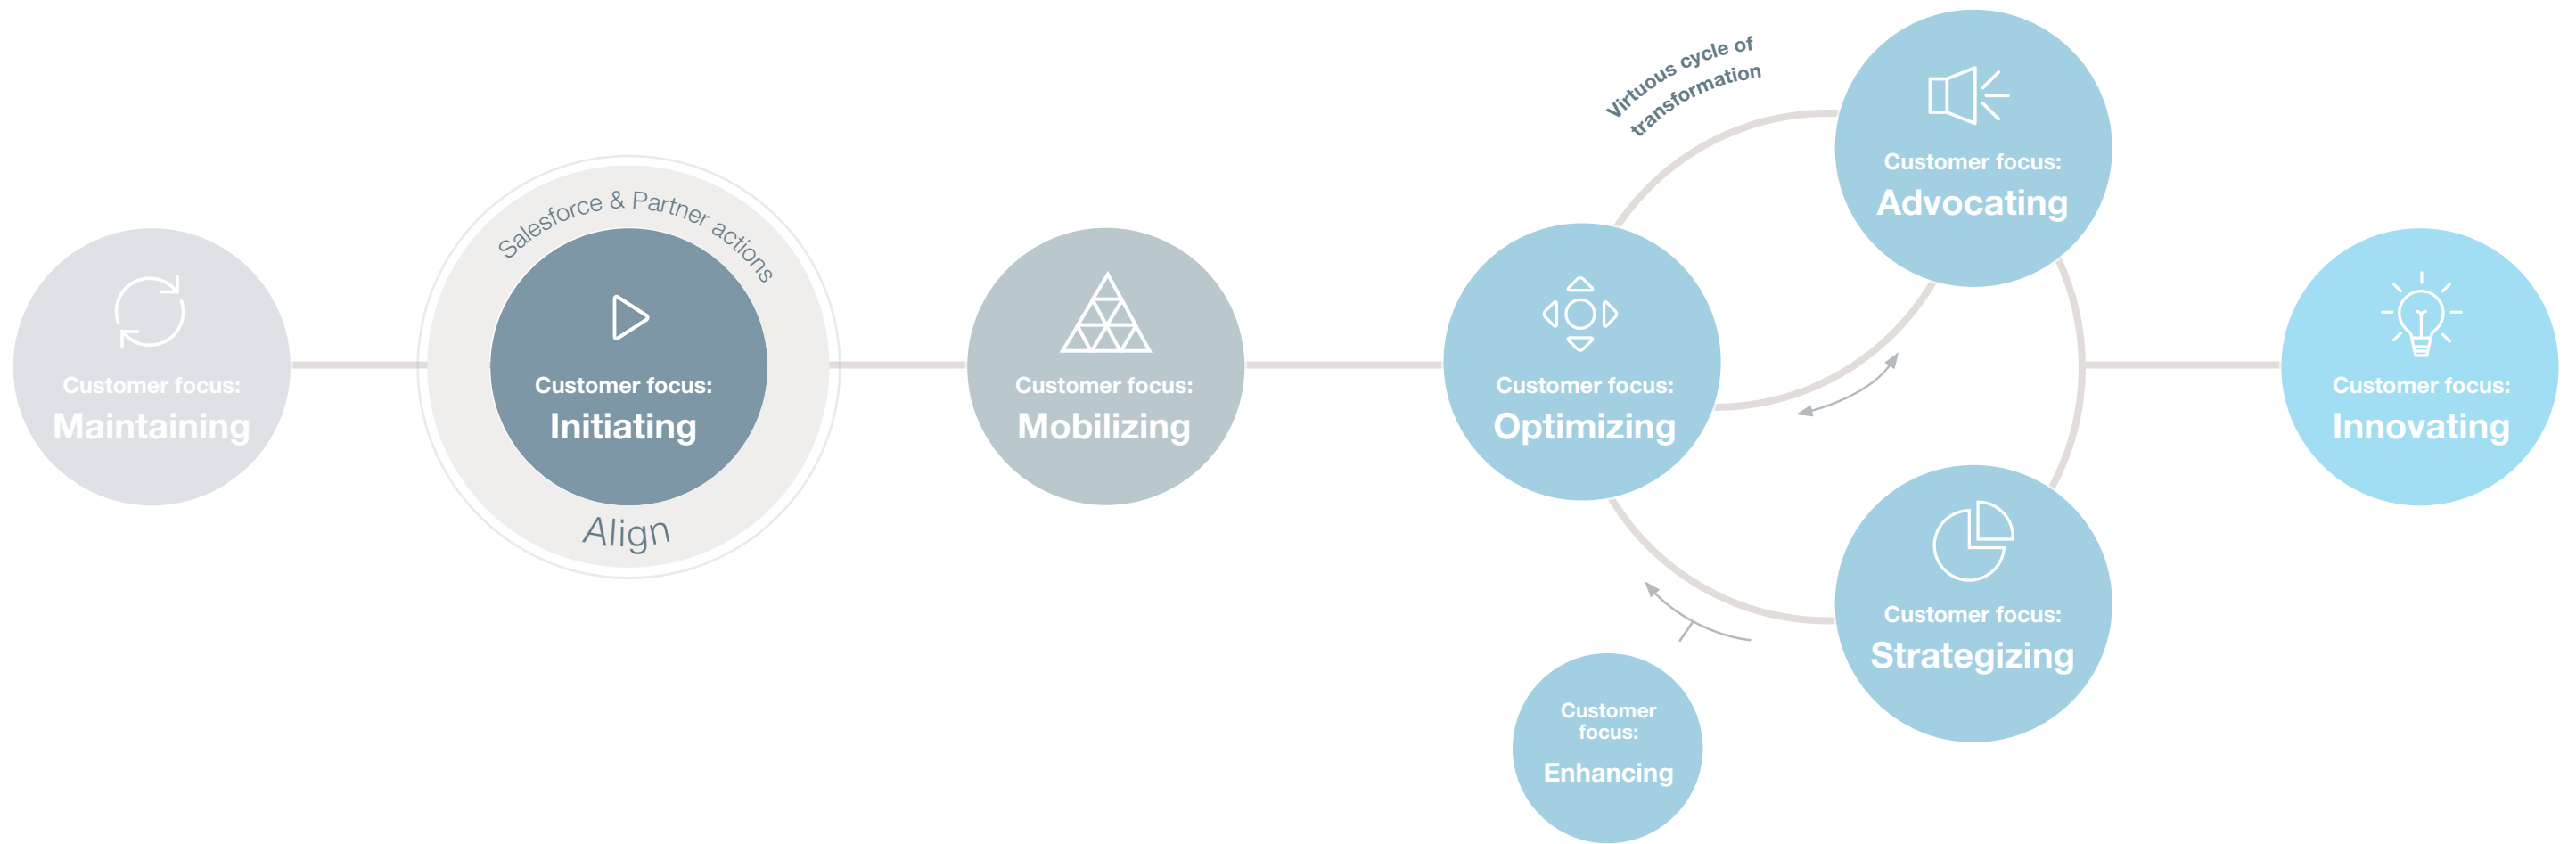 Customer focus:
Maintaining
Salesforce & Partner actions
Customer focus:
Initiating
Align
Customer focus:
Mobilizing
Customer focus:
Optimizing
Virtuous cycle of
transformation
Customer focus:
Advocating
Customer focus:
Strategizing
Customer
focus:
Enhancing
Customer focus:
Innovating